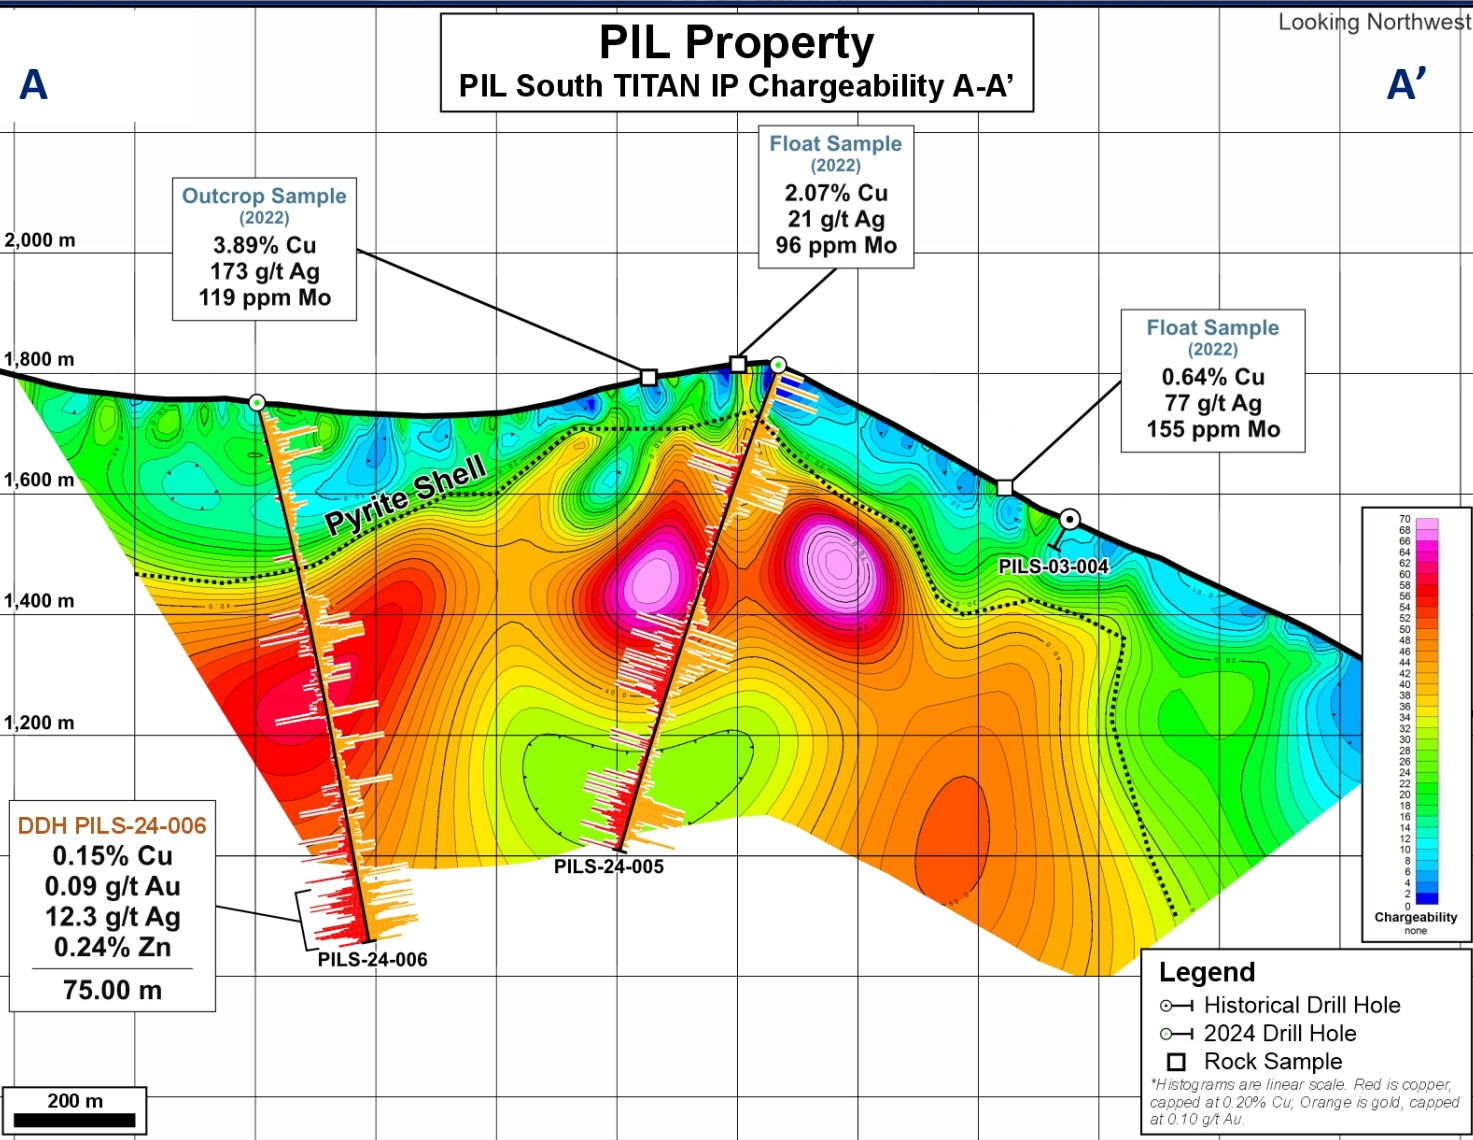 Looking Northwest
PIL Property
PIL South TITAN IP Chargeability A-A’
A
A’
Float Sample
(2022)
2.07% Cu
21 g/t Ag
96 ppm Mo
Outcrop Sample
(2022)
3.89% Cu
173 g/t Ag
119 ppm Mo
2,000 m
Float Sample
(2022)
0.64% Cu
77 g/t Ag
155 ppm Mo
1,800 m
1,600 m
Pyrite Shell
PILS-03-004
1,400 m
1,200 m
70
68
66
64
62
60
58
56
54
52
50
48
46
44
42
40
38
36
34
32
30
28
26
24
22
20
18
16
14
12
10
8
6
4
2
0
Chargeability
none
DDH PILS-24-006
0.15% Cu
0.09 g/t Au
12.3 g/t Ag
0.24% Zn
75.00 m
PILS-24-005
PILS-24-006
Legend
Historical Drill Hole
2024 Drill Hole
Rock Sample
*Histograms are linear scale. Red is copper,
capped at 0.20% Cu; Orange is gold, capped
at 0.10 g/t Au.
200 m